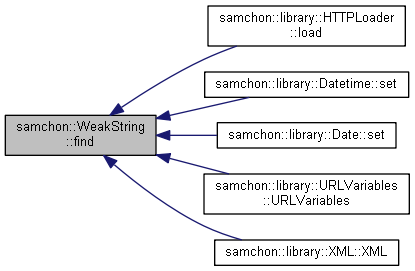 samchon::WeakString
::find
samchon::library::HTTPLoader
::load
samchon::library::Datetime::set
samchon::library::Date::set
samchon::library::URLVariables
::URLVariables
samchon::library::XML::XML